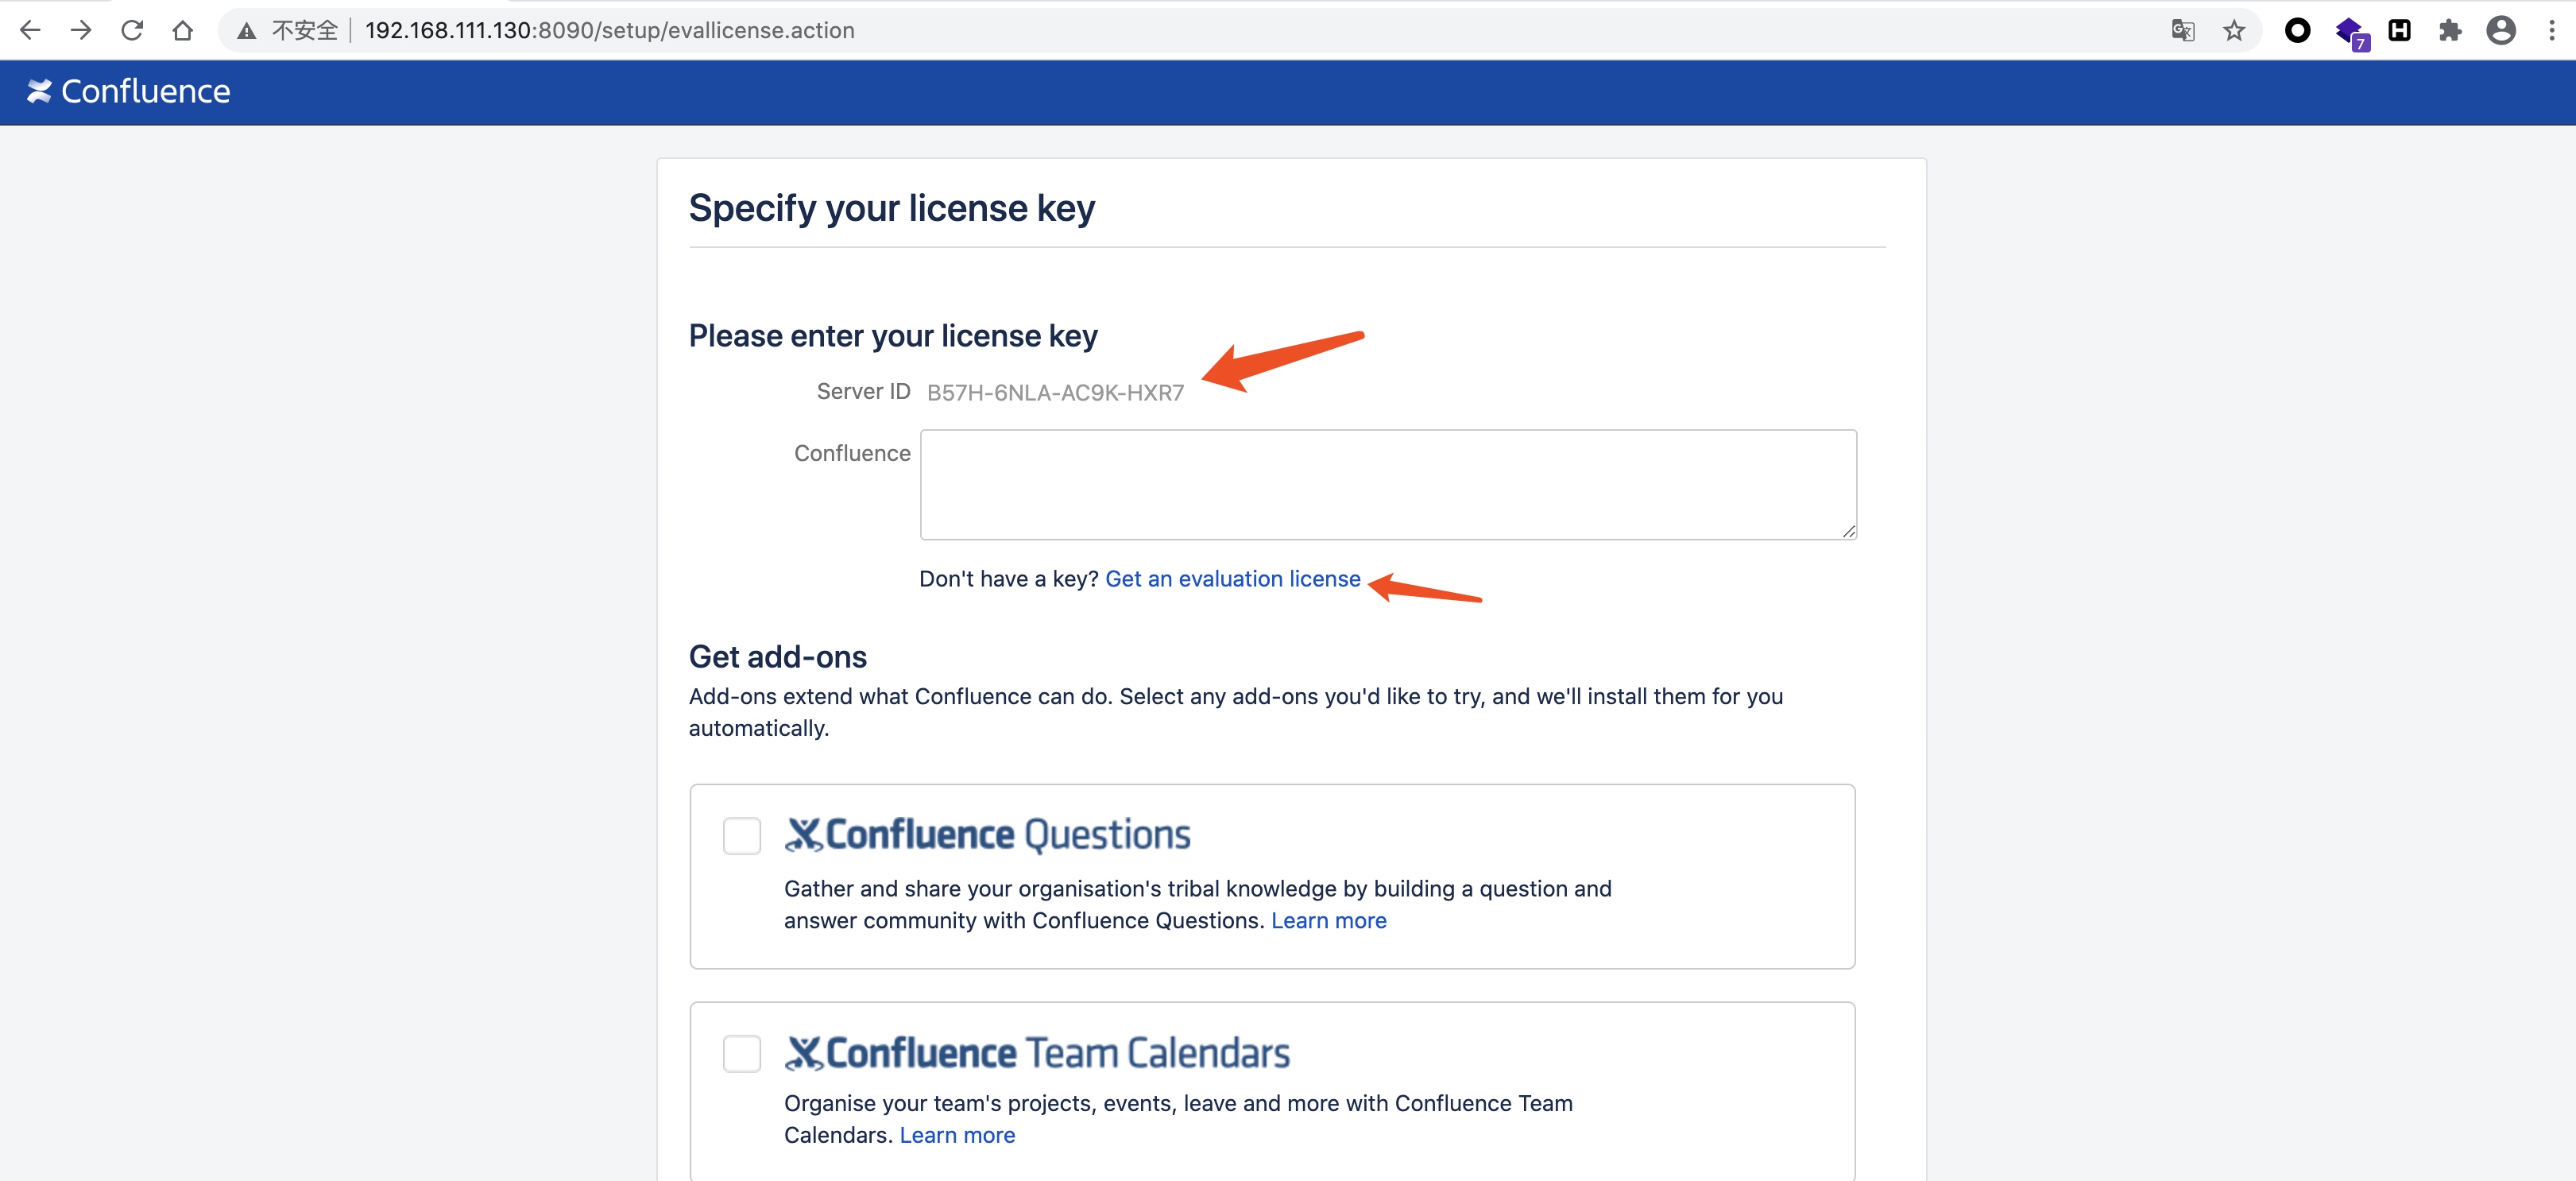 不安全 192.168.111.130:8090/setup/evallicense.action
7
Confluence
Specify your license key
Please enter your license key
Server ID B57H-6NLA-AC9K-HXR7
Confluence
Don't have a key? Get an evaluation license
Get add-ons
Add-ons extend what Confluence can do. Select any add-ons you'd like to try, and we'll install them for you
automatically.
Confluence Questions
Gather and share your organisation's tribal knowledge by building a question and
answer community with Confluence Questions. Learn more
Confluence Team Calendars
Organise your team's projects, events, leave and more with Confluence Team
Calendars. Learn more